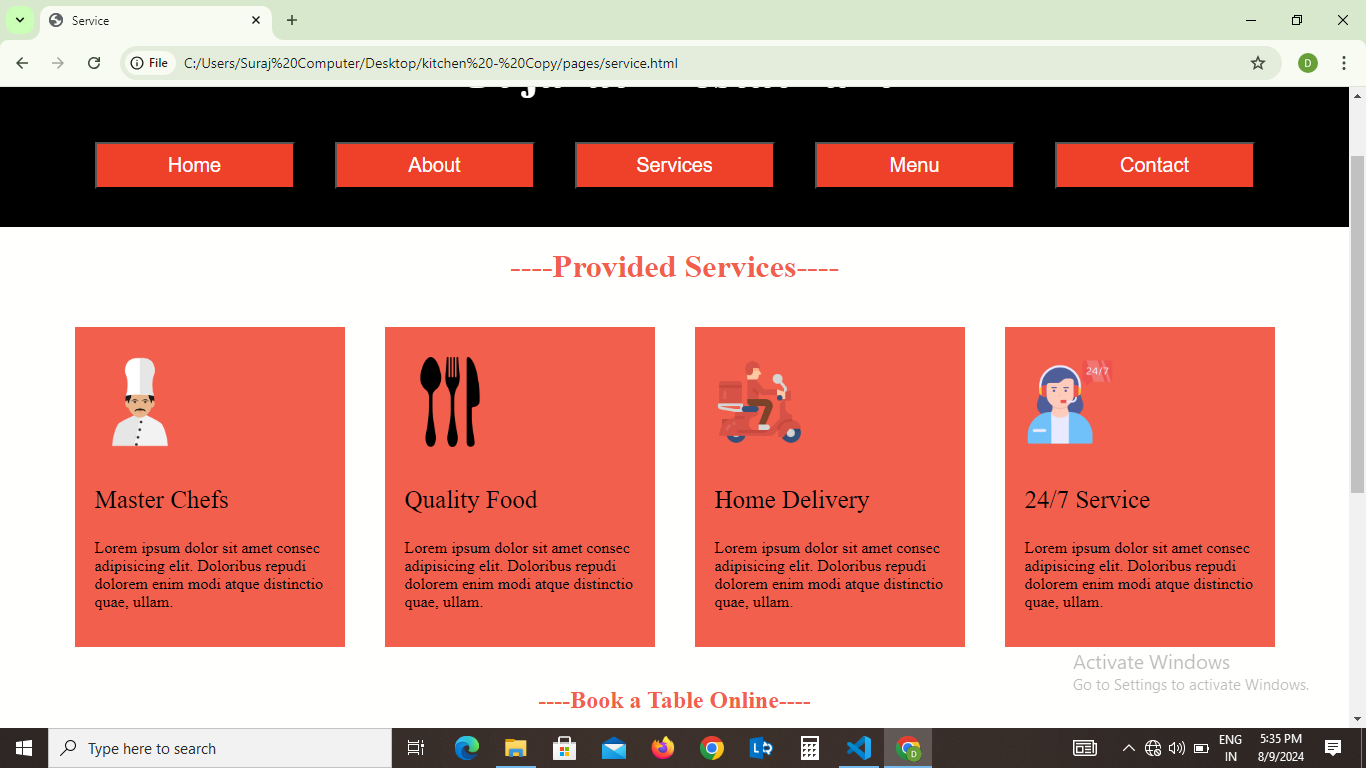 Service
File
C:/Users/Suraj%20Computer/Desktop/kitchen%20-%20Copy/pages/service.html
D
Home
About
Services
Menu
Contact
----Provided Services----
24/7
Master Chefs
Lorem ipsum dolor sit amet consec
adipisicing elit. Doloribus repudi
dolorem enim modi atque distinctio
quae, ullam.
Quality Food
Lorem ipsum dolor sit amet consec
adipisicing elit. Doloribus repudi
dolorem enim modi atque distinctio
quae, ullam.
Home Delivery
Lorem ipsum dolor sit amet consec
adipisicing elit. Doloribus repudi
dolorem enim modi atque distinctio
quae, ullam.
24/7 Service
Lorem ipsum dolor sit amet consec
adipisicing elit. Doloribus repudi
dolorem enim modi atque distinctio
quae, ullam.
Activate Windows
Go to Settings to activate Windows.
----Book a Table Online----
Type here to search
D
ENG
IN
5:35 PM
8/9/2024